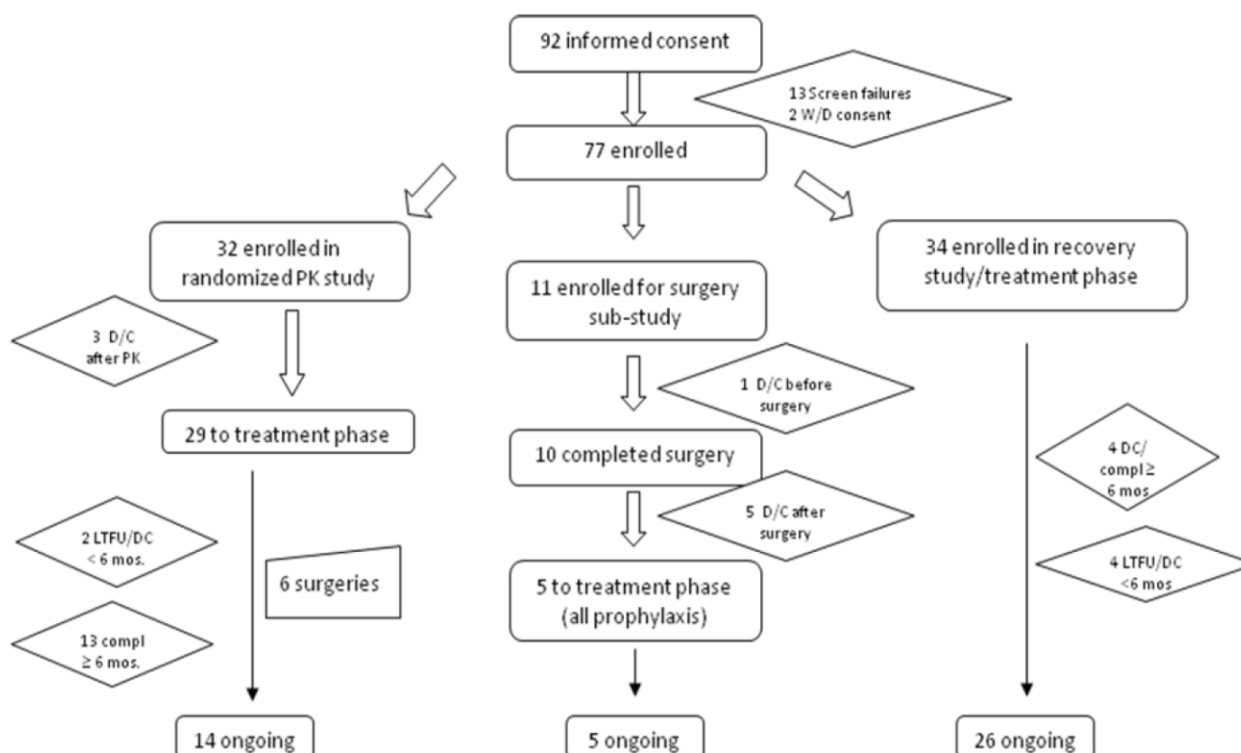 92 informed consent
13 Screen failures
2 W/D consent
77 enrolled
32 enrolled in
randomized PK study
3 D/C
after PK
29 to treatment phase
2 LTFU/DC
< 6 mos.
6 surgeries
13 compl
≥ 6 mos.
14 ongoing
11 enrolled for surgery
sub-study
1 D/C before
surgery
10 completed surgery
5 D/C after
surgery
5 to treatment phase
(all prophylaxis)
5 ongoing
34 enrolled in recovery
study/treatment phase
4 DC/
compl ≥
6 mos
4 LTFU/DC
<6 mos
26 ongoing